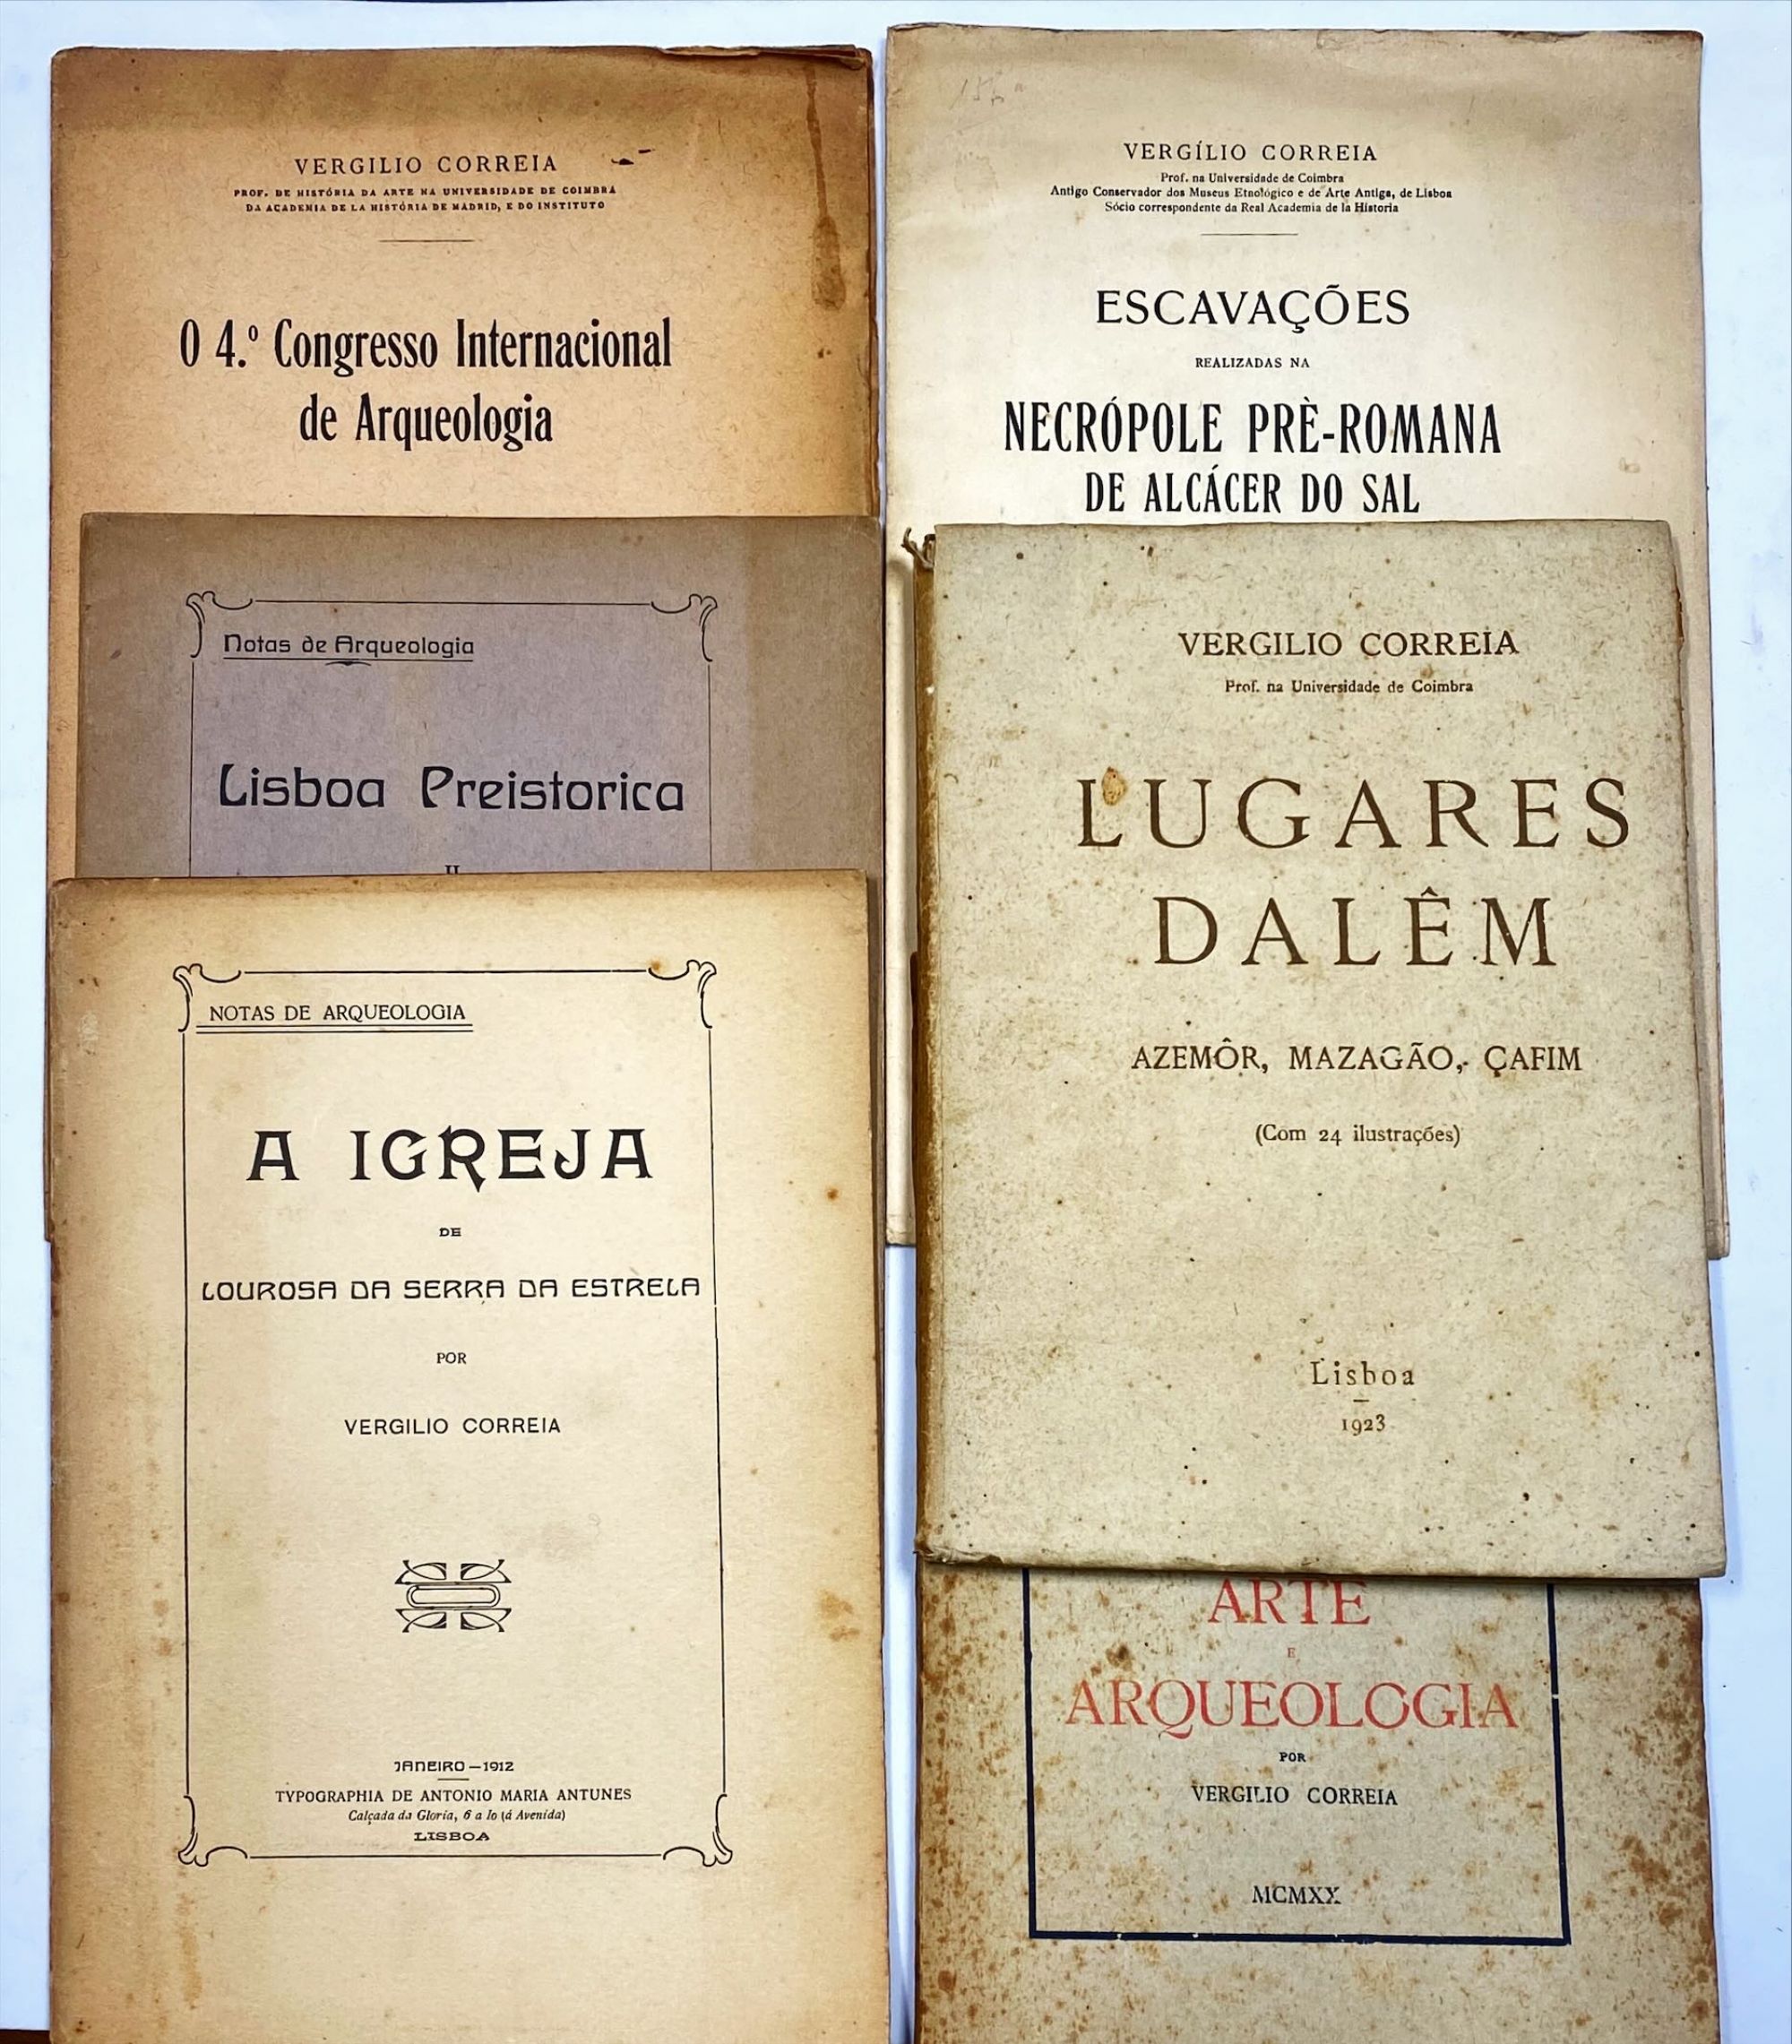 VERGILIO CORREIA
PROF. DE HISTÓRIA DA ARTE NA UNIVERSIDADE DE COIMBRA
DA ACADEMIA DE LA HISTÓRIA DE MADRID, E DO INSTITUTO
O 4.º Congresso Internacional
de Arqueologia
Notas de Arqueologia
Lisboa Preistorica
II
NOTAS DE ARQUEOLOGIA
A IGREJA
DE
LOUROSA DA SERRA DA ESTRELA
POR
VERGILIO CORREIA
JANEIRO—1912
TYPOGRAPHIA DE ANTONIO MARIA ANTUNES
Calçada da Gloria, 6 a 10 (á Avenida)
LISBOA
VERGÍLIO CORREIA
Prof. na Universidade de Coimbra
Antigo Conservador dos Museus Etnológico e de Arte Antiga, de Lisboa
Sócio correspondente da Real Academia de la Historia
ESCAVAÇÕES
REALIZADAS NA
NECRÓPOLE PRÈ-ROMANA
DE ALCÁCER DO SAL
VERGILIO CORREIA
Prof. na Universidade de Coimbra
LUGARES
DALÊM
AZEMÔR, MAZAGÃO, ÇAFIM
(Com 24 ilustrações)
Lisboa
1923
ARTE
E
ARQUEOLOGIA
POR
VERGILIO CORREIA
MCMXX